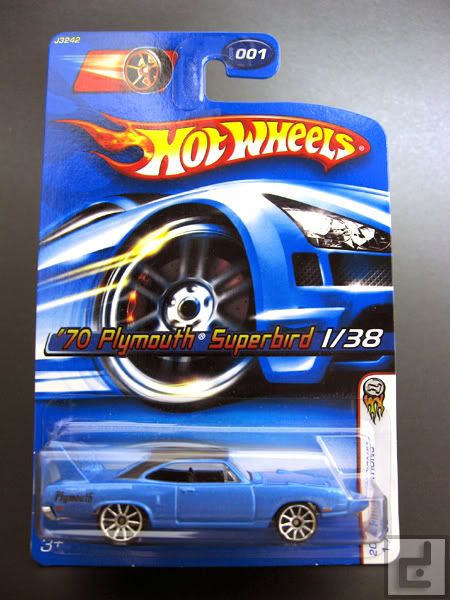 J3242
001
HOT WHEELS®
'70 Plymouth® Superbird 1/38
Plymouth
3+